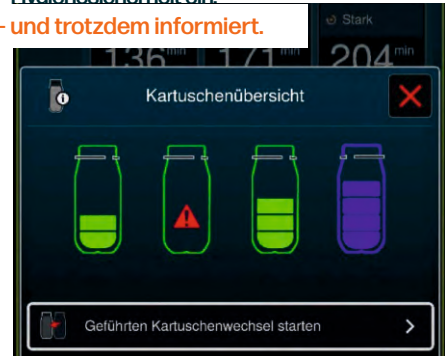 – und trotzdem informiert.
Stark
136 min 171 min 204 min
Kartuschenübersicht
Geführten Kartuschenwechsel starten